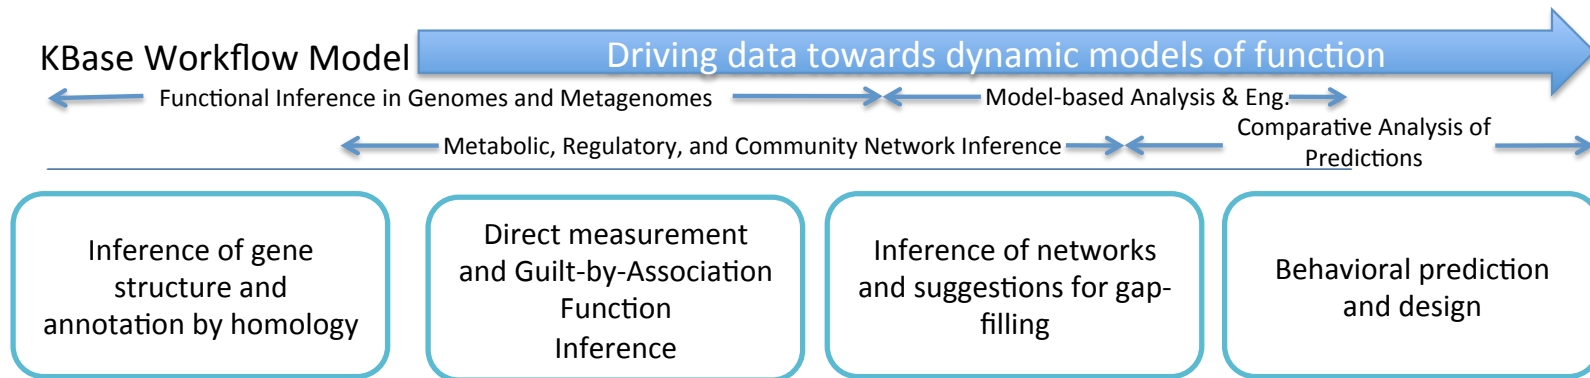 KBase Workflow Model
Driving data towards dynamic models of function
Functional Inference in Genomes and Metagenomes
Model-based Analysis & Eng.
Metabolic, Regulatory, and Community Network Inference
Comparative Analysis of
Predictions
Inference of gene
structure and
annotation by homology
Direct measurement
and Guilt-by-Association
Function
Inference
Inference of networks
and suggestions for gap-
filling
Behavioral prediction
and design